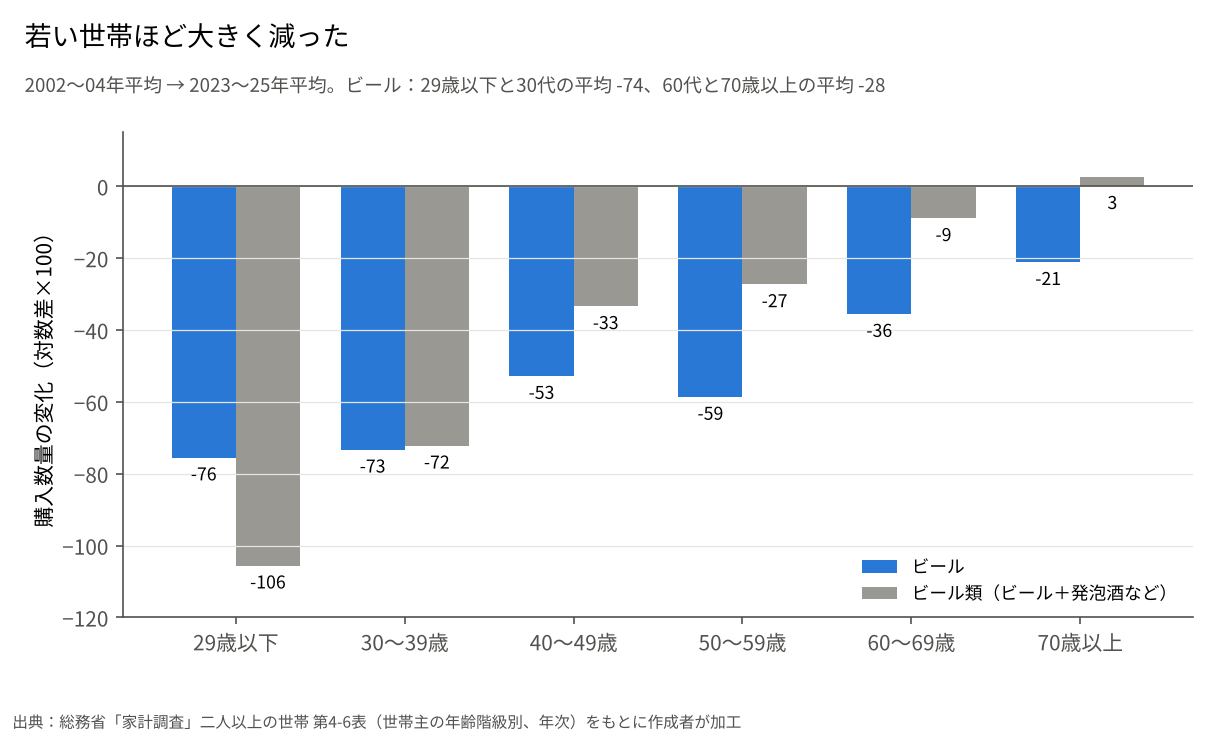 若い世帯ほど大きく減った
2002〜04年平均 → 2023〜25年平均。ビール：29歳以下と30代の平均 -74、60代と70歳以上の平均 -28
購入数量の変化（対数差×100）
0
−20
−40
−60
−80
−100
−120
-76
-106
-73
-72
-53
-33
-59
-27
-36
-9
-21
3
ビール
ビール類（ビール＋発泡酒など）
29歳以下
30〜39歳
40〜49歳
50〜59歳
60〜69歳
70歳以上
出典：総務省「家計調査」二人以上の世帯 第4-6表（世帯主の年齢階級別、年次）をもとに作成者が加工